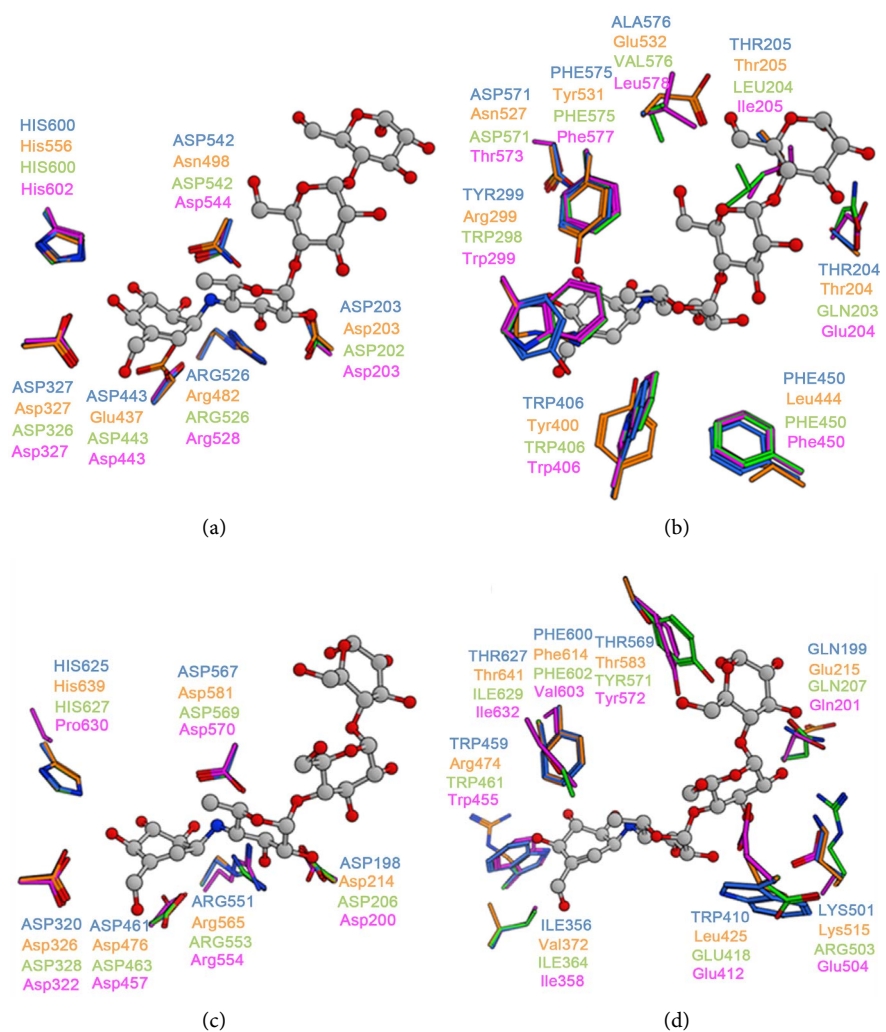 HIS600
His556
HIS600
His602
ASP542
Asn498
ASP542
Asp544
ASP327
Asp327
ASP326
Asp327
ASP443
Glu437
ASP443
Asp443
ARG526
Arg482
ARG526
Arg528
ASP203
Asp203
ASP202
Asp203
(a)
ALA576
Glu532
VAL576
Leu578
THR205
Thr205
LEU204
Ile205
ASP571
Asn527
ASP571
Thr573
PHE575
Tyr531
PHE575
Phe577
TYR299
Arg299
TRP298
Trp299
THR204
Thr204
GLN203
Glu204
TRP406
Tyr400
TRP406
Trp406
PHE450
Leu444
PHE450
Phe450
(b)
HIS625
His639
HIS627
Pro630
ASP567
Asp581
ASP569
Asp570
ASP320
Asp326
ASP328
Asp322
ASP461
Asp476
ASP463
Asp457
ARG551
Arg565
ARG553
Arg554
ASP198
Asp214
ASP206
Asp200
(c)
THR627
Thr641
ILE629
Ile632
PHE600
Phe614
PHE602
Val603
THR569
Thr583
TYR571
Tyr572
GLN199
Glu215
GLN207
Gln201
TRP459
Arg474
TRP461
Trp455
ILE356
Val372
ILE364
Ile358
TRP410
Leu425
GLU418
Glu412
LYS501
Lys515
ARG503
Glu504
(d)